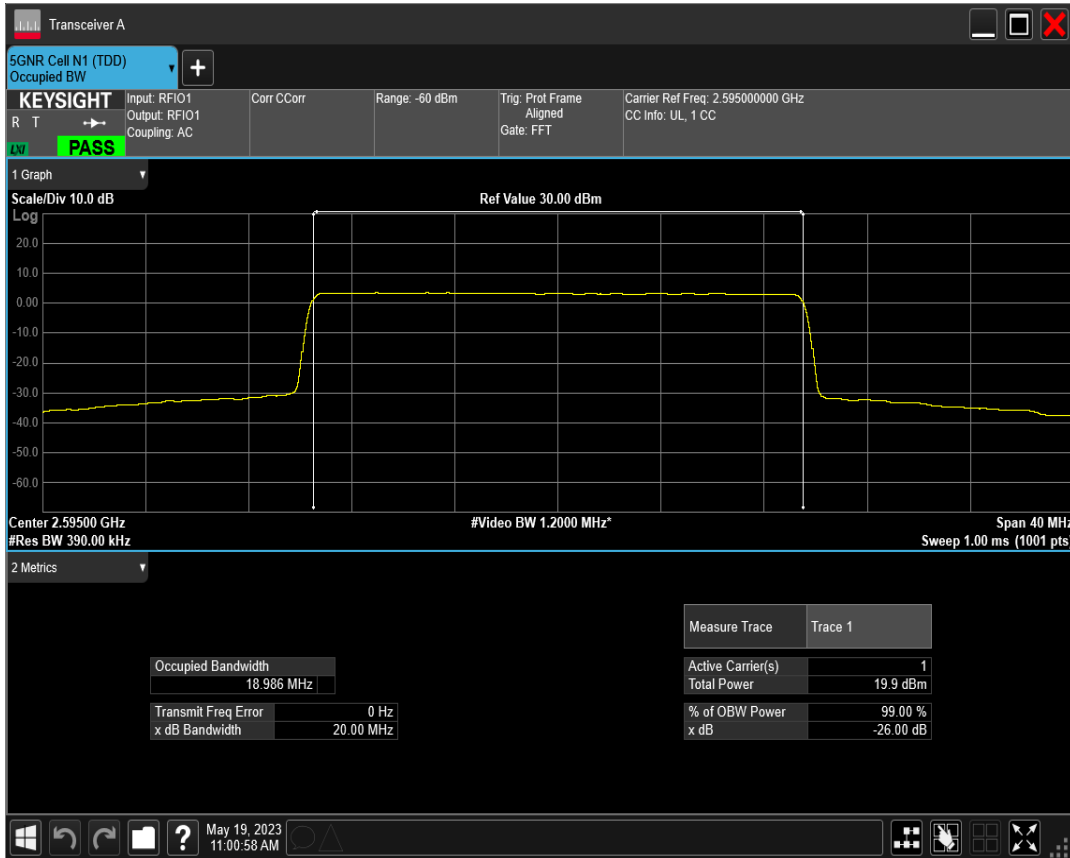 Transceiver A
5GNR Cell N1 (TDD)
Occupied BW
+
KEYSIGHT
R T
LXI
PASS
Input: RFIO1
Output: RFIO1
Coupling: AC
Corr CCorr
Range: -60 dBm
Trig: Prot Frame
Aligned
Gate: FFT
Carrier Ref Freq: 2.595000000 GHz
CC Info: UL, 1 CC
1 Graph
Scale/Div 10.0 dB
Ref Value 30.00 dBm
Log
20.0
10.0
0.00
-10.0
-20.0
-30.0
-40.0
-50.0
-60.0
Center 2.59500 GHz
#Video BW 1.2000 MHz*
Span 40 MHz
#Res BW 390.00 kHz
Sweep 1.00 ms (1001 pts)
2 Metrics
Measure Trace Trace 1
Occupied Bandwidth
18.986 MHz
Active Carrier(s) 1
Total Power 19.9 dBm
Transmit Freq Error 0 Hz
x dB Bandwidth 20.00 MHz
% of OBW Power 99.00 %
x dB -26.00 dB
?
May 19, 2023
11:00:58 AM